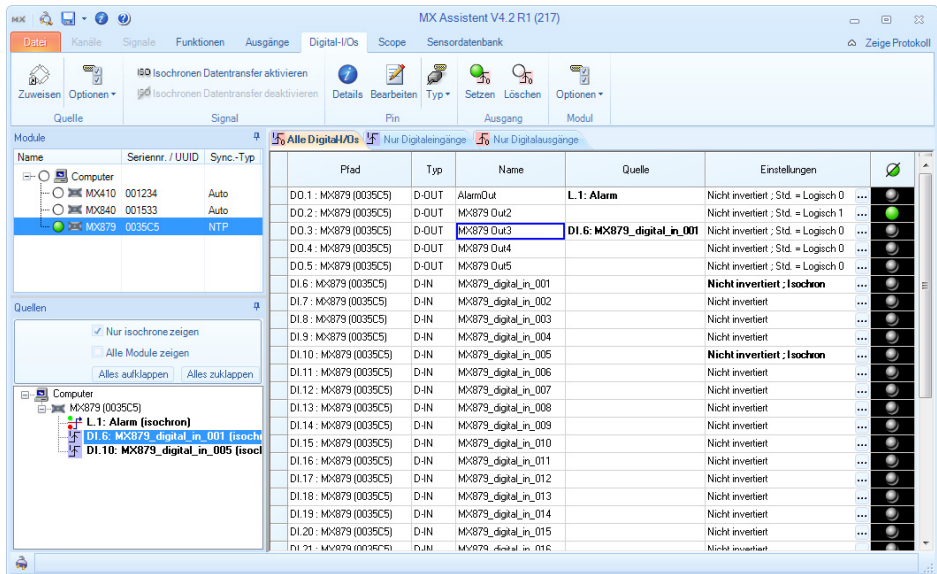 MX Assistent V4.2 R1 (217)
Datei Kanäle Signale Funktionen Ausgänge Digital-I/Os Scope Sensordatenbank Zeige Protokoll
Zuweisen Optionen
Isochronen Datentransfer aktivieren
Isochronen Datentransfer deaktivieren
Details Bearbeiten Typ
Setzen Löschen
Optionen
Quelle Signal Pin Ausgang Modul
Module
Name Seriennr. / UUID Sync.-Typ
Computer
MX410 001234 Auto
MX840 001533 Auto
MX879 0035C5 NTP
Quellen
Nur isochrone zeigen
Alle Module zeigen
Alles aufklappen Alles zuklappen
Computer
MX879 (0035C5)
L.1: Alarm (isochron)
DI.6: MX879_digital_in_001 (isoch
DI.10: MX879_digital_in_005 (isocl
Alle Digital-I/Os Nur Digitaleingänge Nur Digitalausgänge
Pfad Typ Name Quelle Einstellungen
DO.1 : MX879 (0035C5) D-OUT AlarmOut L.1: Alarm Nicht invertiert ; Std. = Logisch 0 ...
DO.2 : MX879 (0035C5) D-OUT MX879 Out2 Nicht invertiert ; Std. = Logisch 1 ...
DO.3 : MX879 (0035C5) D-OUT MX879 Out3 DI.6: MX879_digital_in_001 Nicht invertiert ; Std. = Logisch 0 ...
DO.4 : MX879 (0035C5) D-OUT MX879 Out4 Nicht invertiert ; Std. = Logisch 0 ...
DO.5 : MX879 (0035C5) D-OUT MX879 Out5 Nicht invertiert ; Std. = Logisch 0 ...
DI.6 : MX879 (0035C5) D-IN MX879_digital_in_001 Nicht invertiert ; Isochron ...
DI.7 : MX879 (0035C5) D-IN MX879_digital_in_002 Nicht invertiert ...
DI.8 : MX879 (0035C5) D-IN MX879_digital_in_003 Nicht invertiert ...
DI.9 : MX879 (0035C5) D-IN MX879_digital_in_004 Nicht invertiert ...
DI.10 : MX879 (0035C5) D-IN MX879_digital_in_005 Nicht invertiert ; Isochron ...
DI.11 : MX879 (0035C5) D-IN MX879_digital_in_006 Nicht invertiert ...
DI.12 : MX879 (0035C5) D-IN MX879_digital_in_007 Nicht invertiert ...
DI.13 : MX879 (0035C5) D-IN MX879_digital_in_008 Nicht invertiert ...
DI.14 : MX879 (0035C5) D-IN MX879_digital_in_009 Nicht invertiert ...
DI.15 : MX879 (0035C5) D-IN MX879_digital_in_010 Nicht invertiert ...
DI.16 : MX879 (0035C5) D-IN MX879_digital_in_011 Nicht invertiert ...
DI.17 : MX879 (0035C5) D-IN MX879_digital_in_012 Nicht invertiert ...
DI.18 : MX879 (0035C5) D-IN MX879_digital_in_013 Nicht invertiert ...
DI.19 : MX879 (0035C5) D-IN MX879_digital_in_014 Nicht invertiert ...
DI.20 : MX879 (0035C5) D-IN MX879_digital_in_015 Nicht invertiert ...
DI.21 : MX879 (0035C5) D-IN MX879_digital_in_016 Nicht invertiert